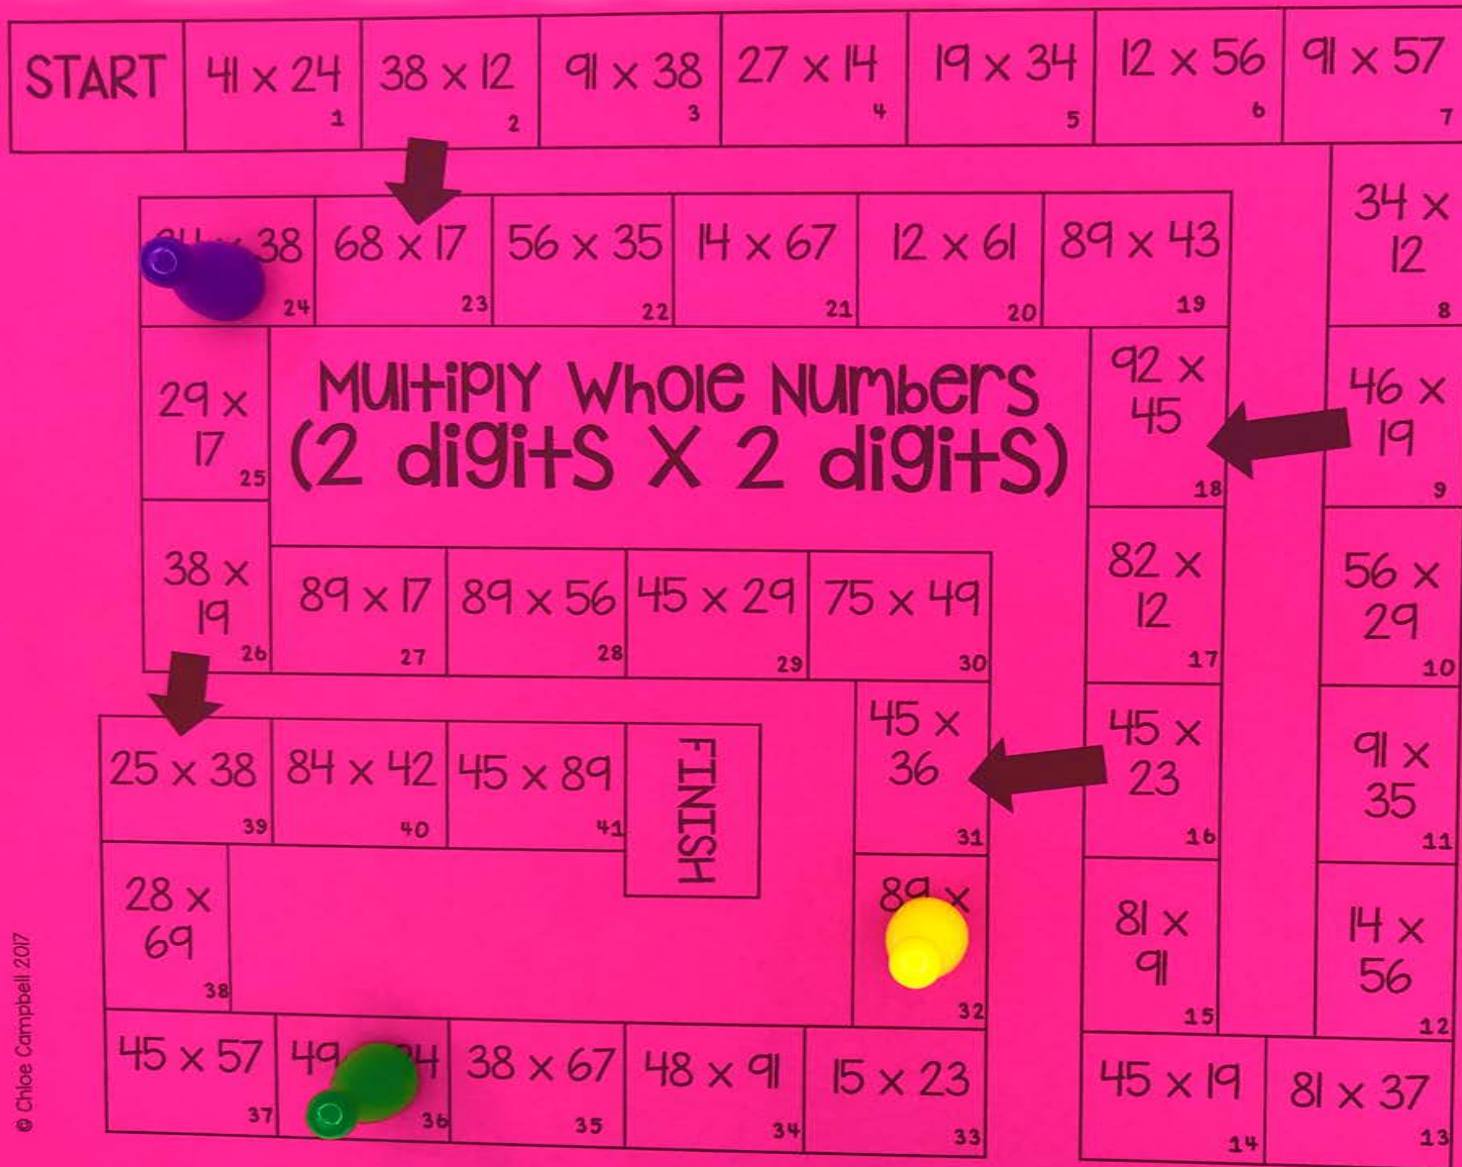 START
41 x 24
1
38 x 12
2
91 x 38
3
27 x 14
4
19 x 34
5
12 x 56
6
91 x 57
7
34 x
12
8
46 x
19
9
56 x
29
10
91 x
35
11
14 x
56
12
81 x 37
13
45 x 19
14
81 x
91
15
45 x
23
16
82 x
12
17
92 x
45
18
89 x 43
19
12 x 61
20
14 x 67
21
56 x 35
22
68 x 17
23
38
24
29 x
17
25
38 x
19
26
89 x 17
27
89 x 56
28
45 x 29
29
75 x 49
30
45 x
36
31
89 x
32
15 x 23
33
48 x 91
34
38 x 67
35
49
36
45 x 57
37
28 x
69
38
25 x 38
39
84 x 42
40
45 x 89
41
FINISH
Multiply Whole Numbers
(2 digits X 2 digits)
© Chloe Campbell 2017